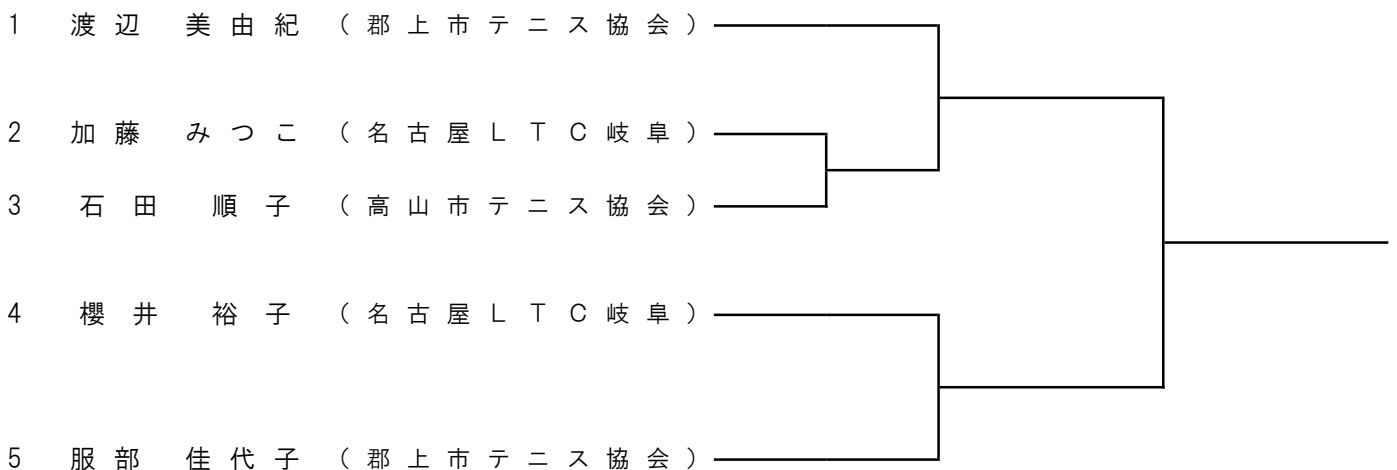 1 渡辺 美由紀 (郡上市テニス協会)
2 加藤 みつこ (名古屋LTC岐阜)
3 石田 順子 (高山市テニス協会)
4 櫻井 裕子 (名古屋LTC岐阜)
5 服部 佳代子 (郡上市テニス協会)